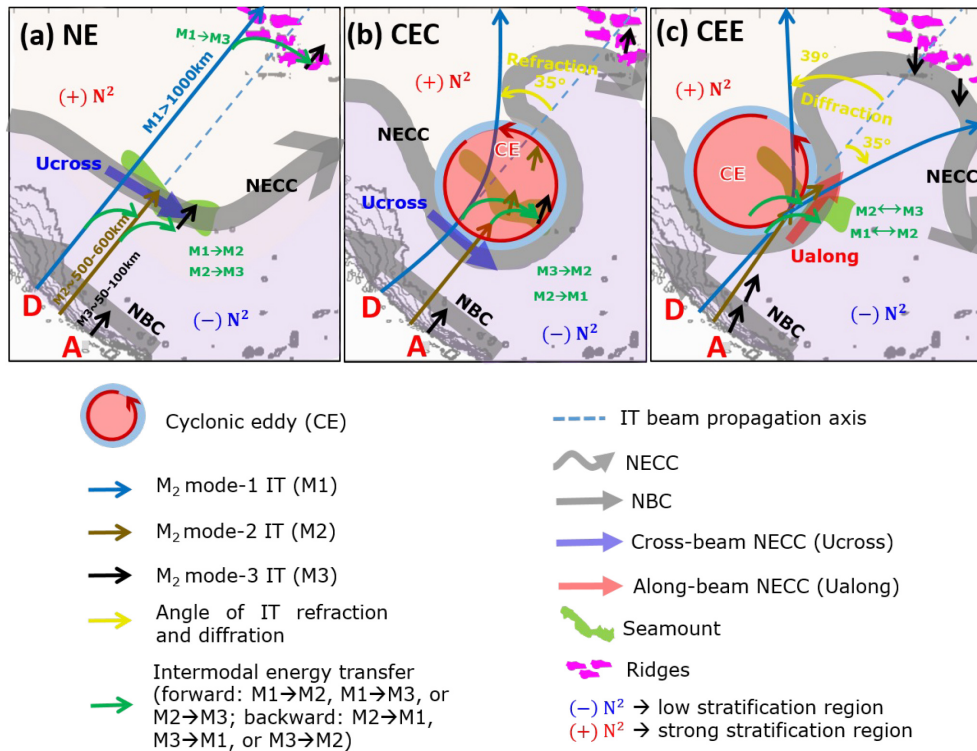 (a) NE
M1→M3
(+) N²
M1>1000km
Ucross
NECC
M2~500-600km
M3~50-100km
M1→M2
M2→M3
D
A
NBC
(−) N²
(b) CEC
Refraction
35°
(+) N²
NECC
CE
Ucross
M3→M2
M2→M1
D
A
NBC
(−) N²
(c) CEE
39°
(+) N²
Diffraction
35°
CE
NECC
M2⟷M3
M1⟷M2
Ualong
D
A
NBC
(−) N²
Cyclonic eddy (CE)
M₂ mode-1 IT (M1)
M₂ mode-2 IT (M2)
M₂ mode-3 IT (M3)
Angle of IT refraction
and diffration
Intermodal energy transfer
(forward: M1→M2, M1→M3, or
M2→M3; backward: M2→M1,
M3→M1, or M3→M2)
IT beam propagation axis
NECC
NBC
Cross-beam NECC (Ucross)
Along-beam NECC (Ualong)
Seamount
Ridges
(−) N² → low stratification region
(+) N² → strong stratification region